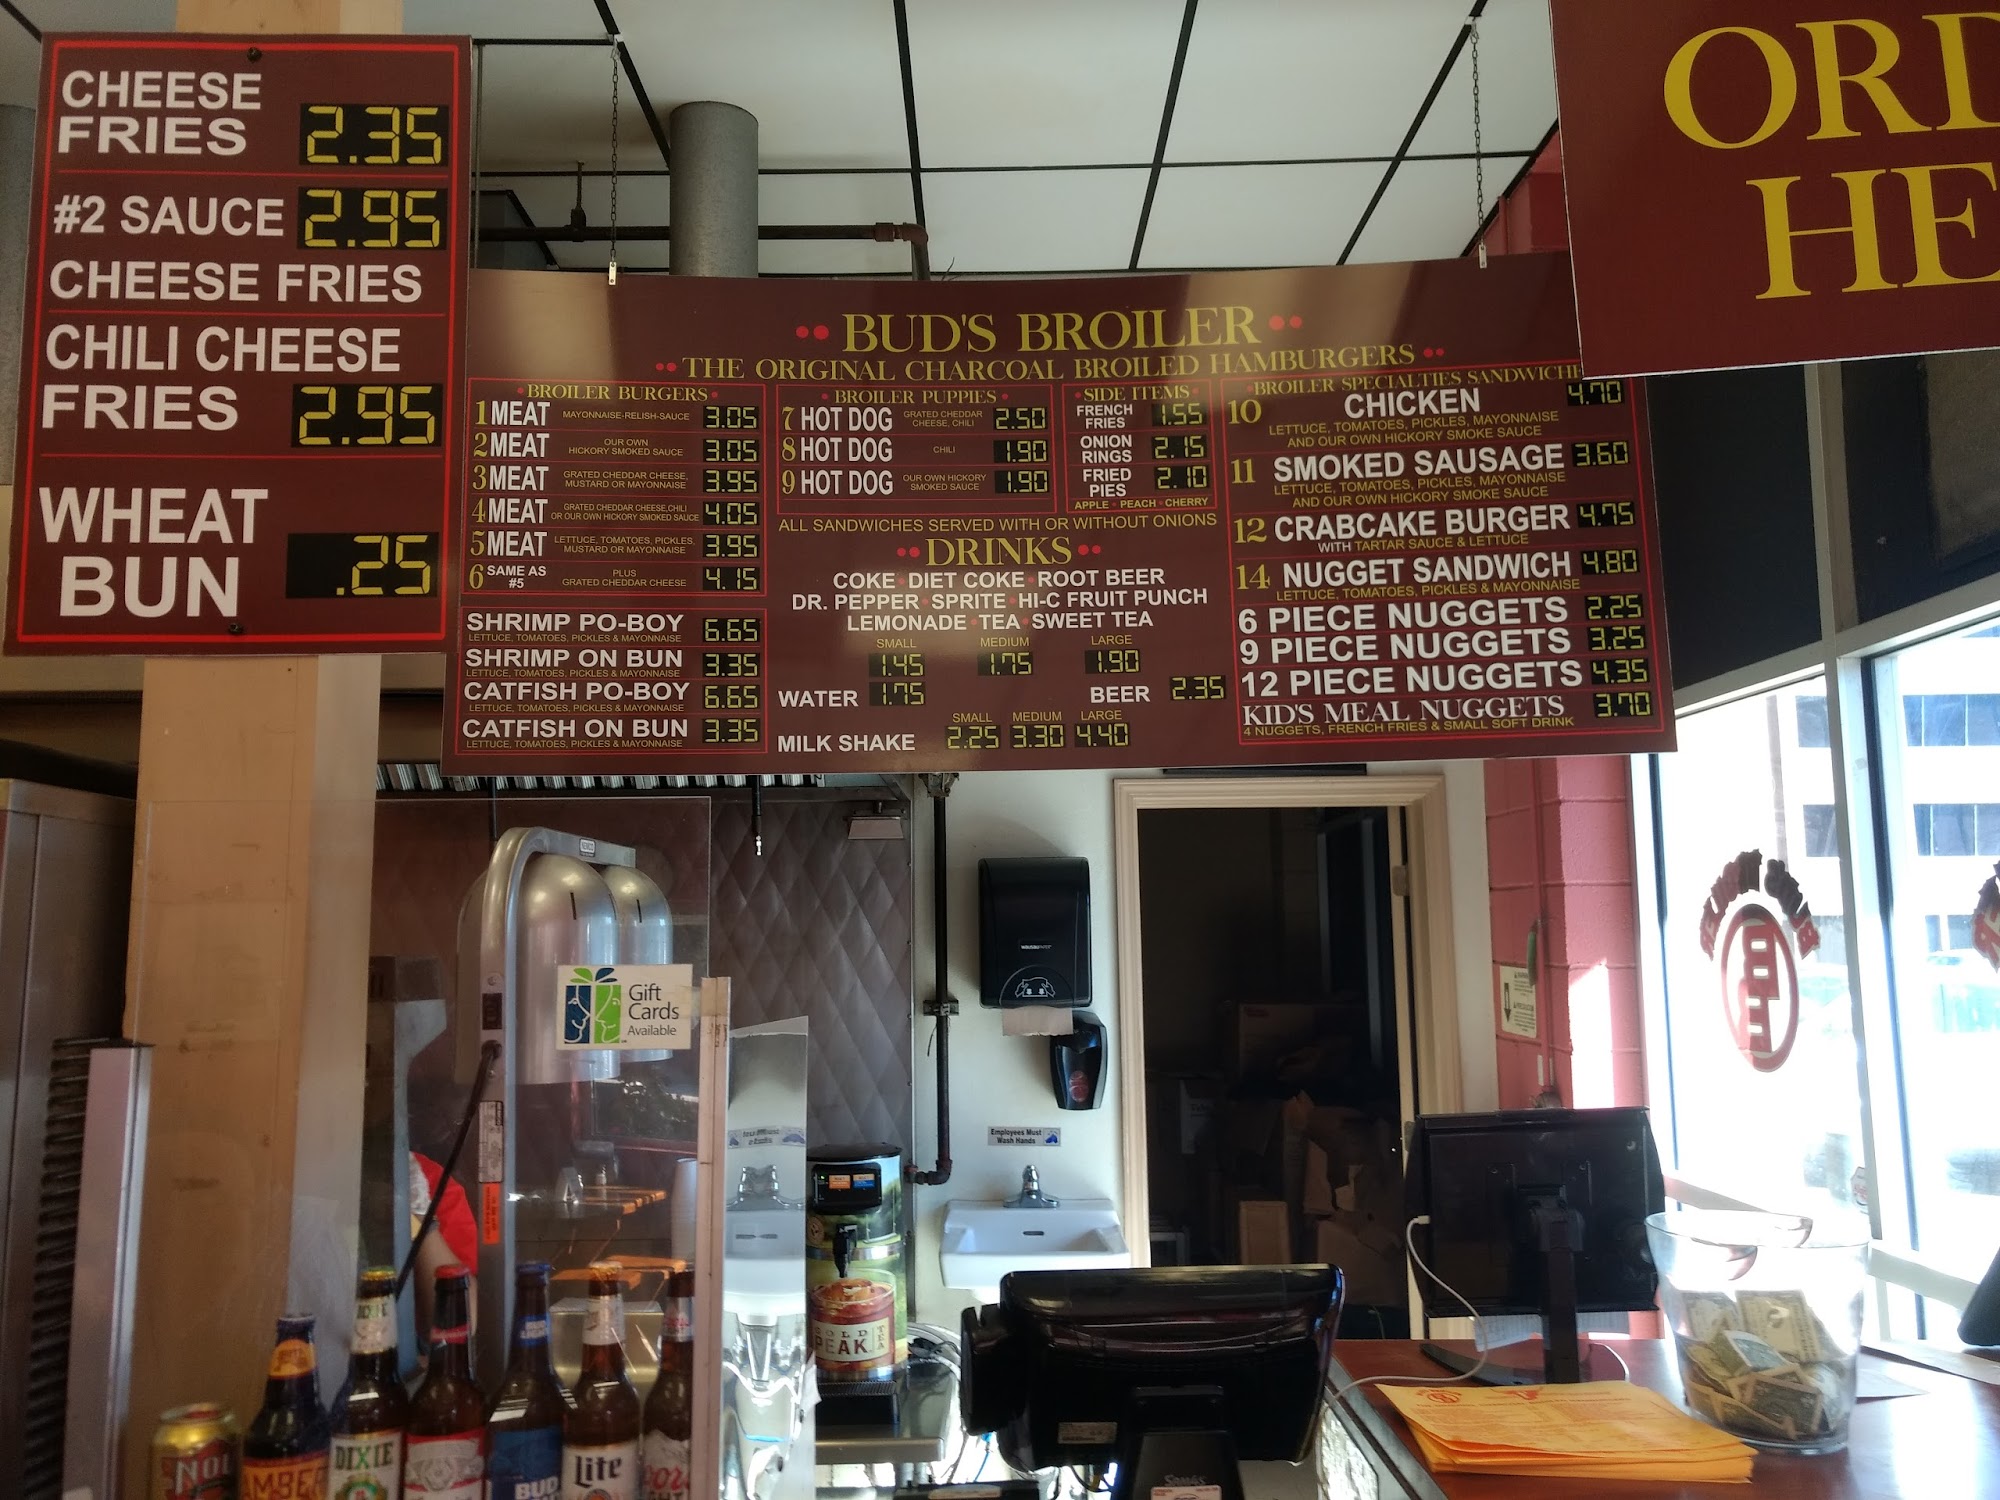 CHEESE
FRIES 2.35
#2 SAUCE 2.95
CHEESE FRIES
CHILI CHEESE
FRIES 2.95
WHEAT
BUN .25
ORD
HE
BUD'S BROILER
THE ORIGINAL CHARCOAL BROILED HAMBURGERS
BROILER BURGERS
1 MEAT MAYONNAISE-RELISH-SAUCE 3.05
2 MEAT OUR OWN
HICKORY SMOKED SAUCE 3.05
3 MEAT GRATED CHEDDAR CHEESE,
MUSTARD OR MAYONNAISE 3.95
4 MEAT GRATED CHEDDAR CHEESE,CHILI
OR OUR OWN HICKORY SMOKED SAUCE 4.05
5 MEAT LETTUCE, TOMATOES, PICKLES,
MUSTARD OR MAYONNAISE 3.95
6 SAME AS
#5 PLUS
GRATED CHEDDAR CHEESE 4.15
SHRIMP PO-BOY 6.65
LETTUCE, TOMATOES, PICKLES & MAYONNAISE
SHRIMP ON BUN 3.35
LETTUCE, TOMATOES, PICKLES & MAYONNAISE
CATFISH PO-BOY 6.65
LETTUCE, TOMATOES, PICKLES & MAYONNAISE
CATFISH ON BUN 3.35
LETTUCE, TOMATOES, PICKLES & MAYONNAISE
BROILER PUPPIES
7 HOT DOG GRATED CHEDDAR
CHEESE, CHILI 2.50
8 HOT DOG CHILI 1.90
9 HOT DOG OUR OWN HICKORY
SMOKED SAUCE 1.90
SIDE ITEMS
FRENCH
FRIES 1.55
ONION
RINGS 2.15
FRIED
PIES 2.10
APPLE • PEACH • CHERRY
ALL SANDWICHES SERVED WITH OR WITHOUT ONIONS
DRINKS
COKE • DIET COKE • ROOT BEER
DR. PEPPER • SPRITE • HI-C FRUIT PUNCH
LEMONADE • TEA • SWEET TEA
SMALL MEDIUM LARGE
1.45 1.75 1.90
WATER 1.75 BEER 2.35
SMALL MEDIUM LARGE
MILK SHAKE 2.25 3.30 4.40
BROILER SPECIALTIES SANDWICHE
10 CHICKEN 4.70
LETTUCE, TOMATOES, PICKLES, MAYONNAISE
AND OUR OWN HICKORY SMOKE SAUCE
11 SMOKED SAUSAGE 3.60
LETTUCE, TOMATOES, PICKLES, MAYONNAISE
AND OUR OWN HICKORY SMOKE SAUCE
12 CRABCAKE BURGER 4.75
WITH TARTAR SAUCE & LETTUCE
14 NUGGET SANDWICH 4.80
LETTUCE, TOMATOES, PICKLES & MAYONNAISE
6 PIECE NUGGETS 2.25
9 PIECE NUGGETS 3.25
12 PIECE NUGGETS 4.35
KID'S MEAL NUGGETS 3.70
4 NUGGETS, FRENCH FRIES & SMALL SOFT DRINK
Gift
Cards
Available
Employees Must
Wash Hands
BUD'S BROILER
GOLD
PEAK
TEA
NOL
AMBER
DIXIE
BUD
LIGHT
BUD
Lite